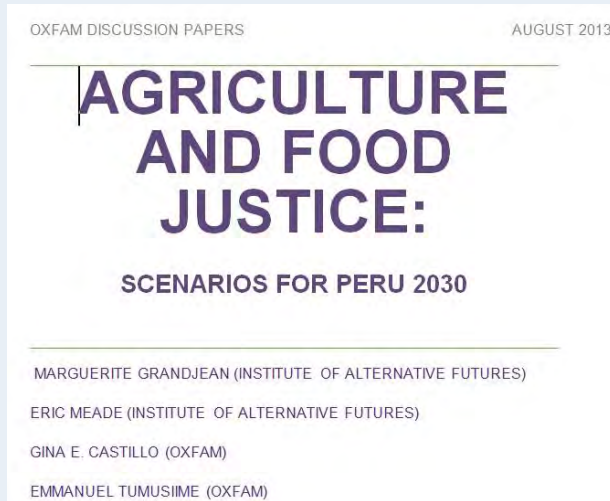 OXFAM DISCUSSION PAPERS AUGUST 2013
AGRICULTURE
AND FOOD
JUSTICE:
SCENARIOS FOR PERU 2030
MARGUERITE GRANDJEAN (INSTITUTE OF ALTERNATIVE FUTURES)
ERIC MEADE (INSTITUTE OF ALTERNATIVE FUTURES)
GINA E. CASTILLO (OXFAM)
EMMANUEL TUMUSIIME (OXFAM)